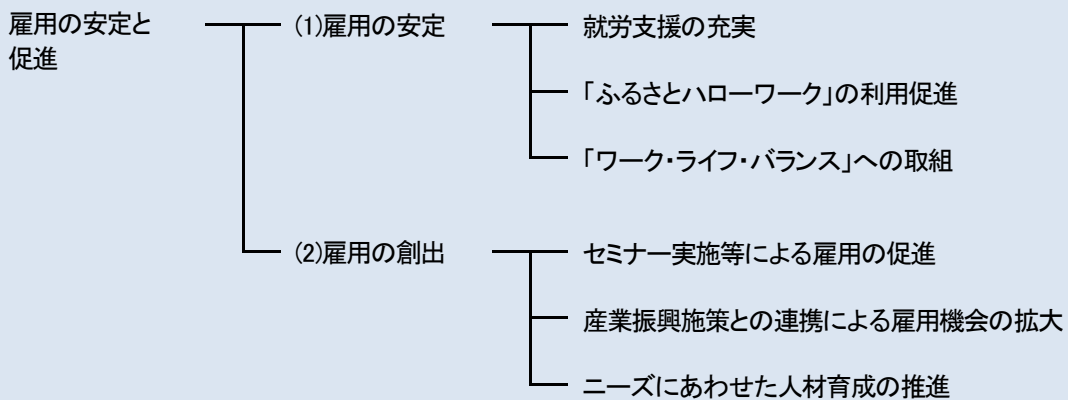 雇用の安定と
促進
(1)雇用の安定
就労支援の充実
「ふるさとハローワーク」の利用促進
「ワーク・ライフ・バランス」への取組
(2)雇用の創出
セミナー実施等による雇用の促進
産業振興施策との連携による雇用機会の拡大
ニーズにあわせた人材育成の推進